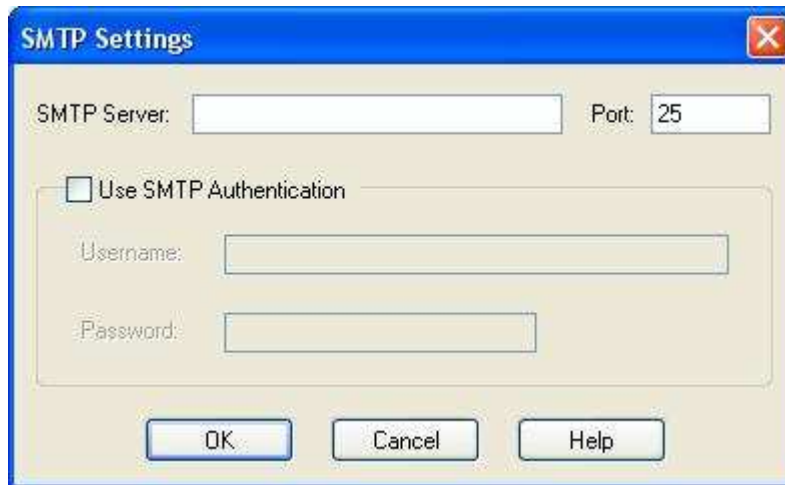 SMTP Settings
SMTP Server: Port: 25
Use SMTP Authentication
Username:
Password:
OK Cancel Help